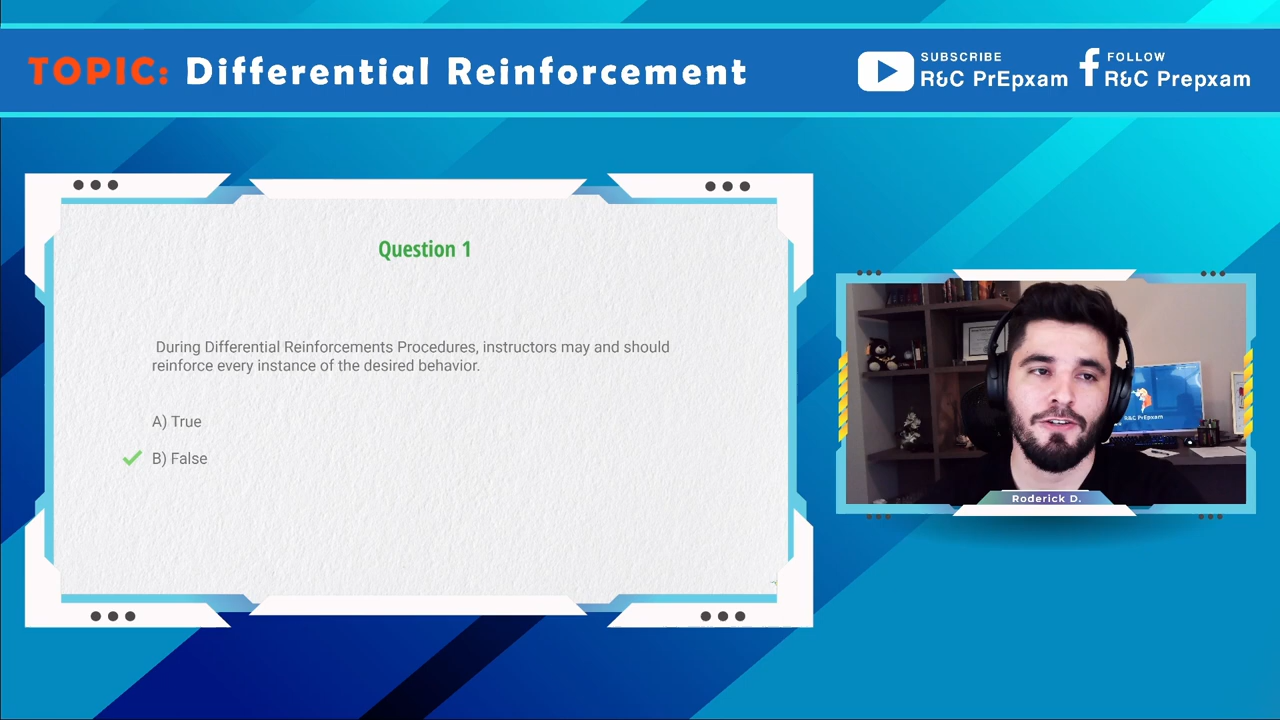 TOPIC: Differential Reinforcement
SUBSCRIBE
R&C PrEpxam
FOLLOW
R&C Prepxam
Question 1
During Differential Reinforcements Procedures, instructors may and should
reinforce every instance of the desired behavior.
A) True
B) False
R&C PrEpxam
Roderick D.